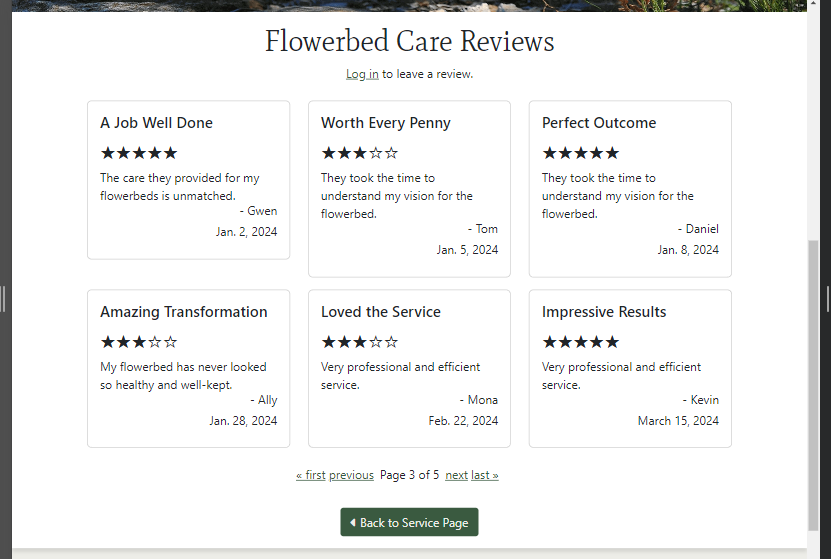 Flowerbed Care Reviews
Log in to leave a review.
A Job Well Done
★★★★★
The care they provided for my
flowerbeds is unmatched.
- Gwen
Jan. 2, 2024
Worth Every Penny
★★★☆☆
They took the time to
understand my vision for the
flowerbed.
- Tom
Jan. 5, 2024
Perfect Outcome
★★★★★
They took the time to
understand my vision for the
flowerbed.
- Daniel
Jan. 8, 2024
Amazing Transformation
★★★☆☆
My flowerbed has never looked
so healthy and well-kept.
- Ally
Jan. 28, 2024
Loved the Service
★★★☆☆
Very professional and efficient
service.
- Mona
Feb. 22, 2024
Impressive Results
★★★★★
Very professional and efficient
service.
- Kevin
March 15, 2024
« first previous Page 3 of 5 next last »
Back to Service Page